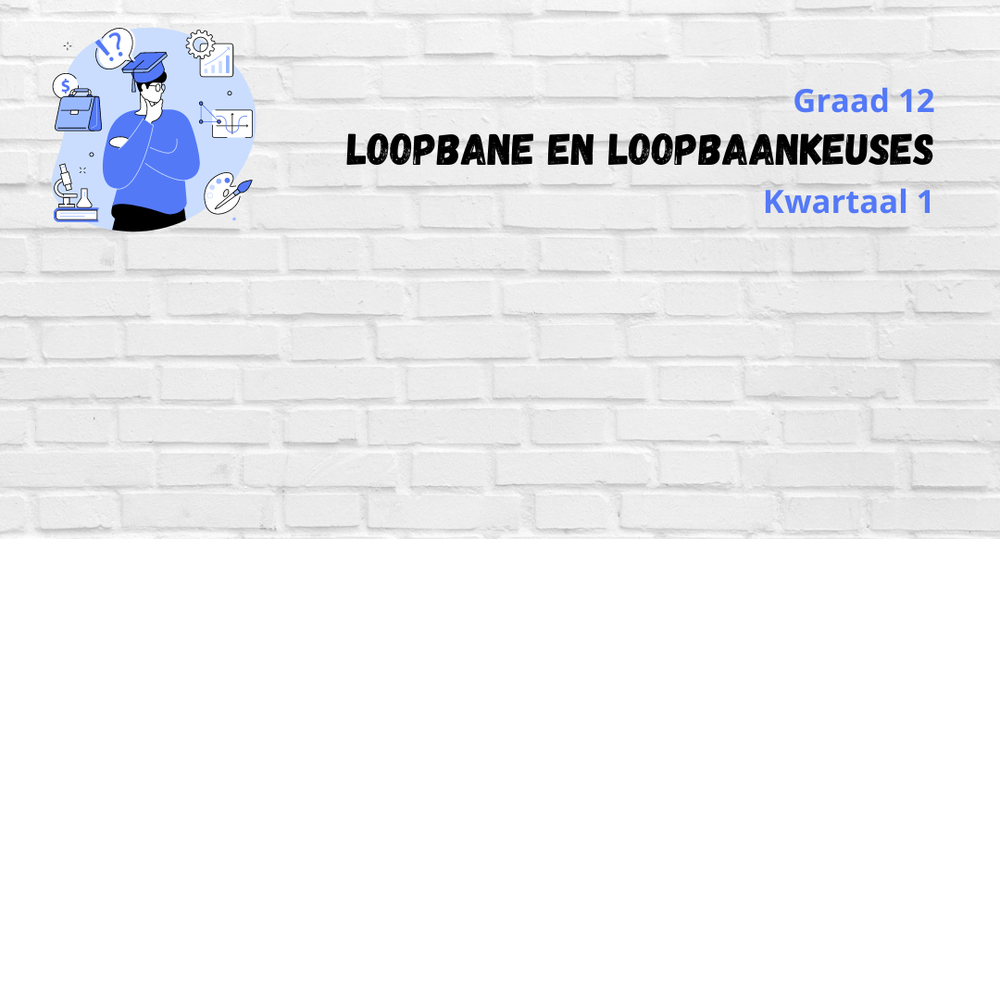 !?
$
Graad 12
LOOPBANE EN LOOPBAANKEUSES
Kwartaal 1